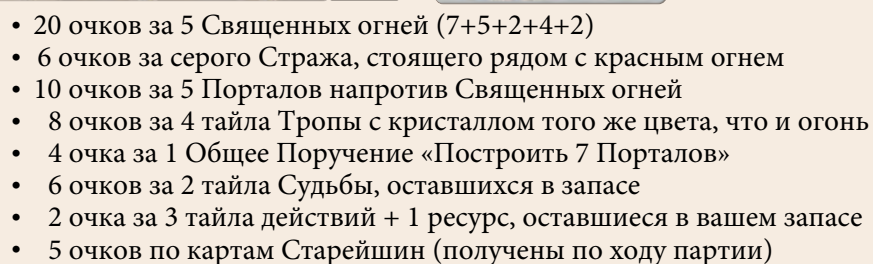 • 20 очков за 5 Священных огней (7+5+2+4+2)
• 6 очков за серого Стража, стоящего рядом с красным огнем
• 10 очков за 5 Порталов напротив Священных огней
• 8 очков за 4 тайла Тропы с кристаллом того же цвета, что и огонь
• 4 очка за 1 Общее Поручение «Построить 7 Порталов»
• 6 очков за 2 тайла Судьбы, оставшихся в запасе
• 2 очка за 3 тайла действий + 1 ресурс, оставшиеся в вашем запасе
• 5 очков по картам Старейшин (получены по ходу партии)